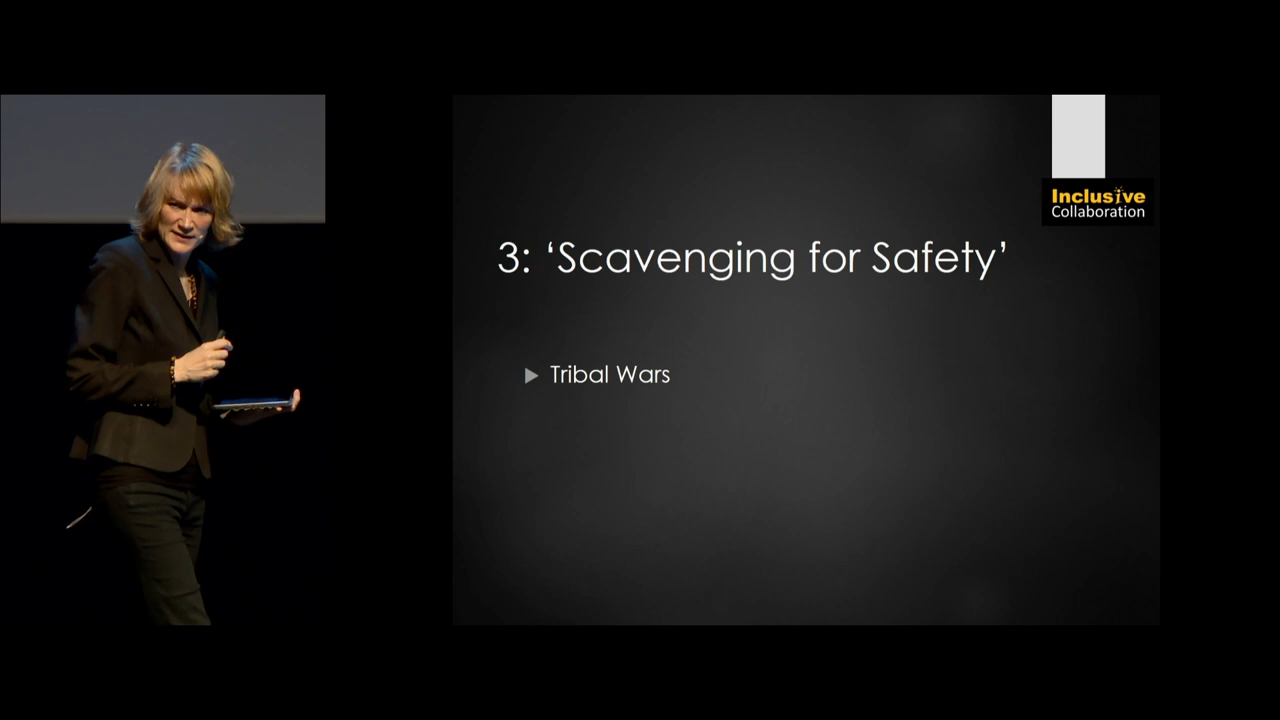 Inclusive
Collaboration
3: ‘Scavenging for Safety’
Tribal Wars